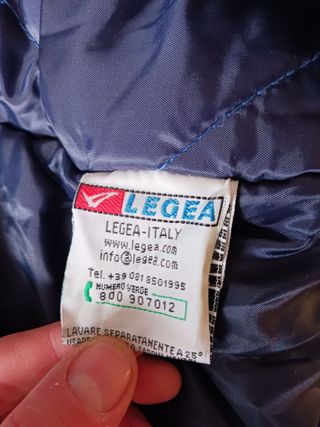 LEGEA
LEGEA-ITALY
www.legea.com
info@legea.com
Tel. +39 081 8501995
NUMERO VERDE
800 907012
LAVARE SEPARATAMENTE A 25°
USARE